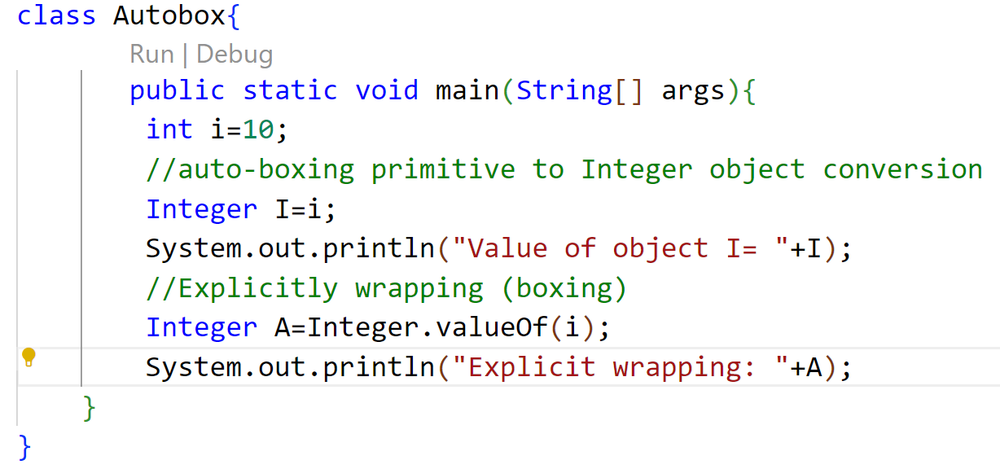 class Autobox{
Run | Debug
public static void main(String[] args){
int i=10;
//auto-boxing primitive to Integer object conversion
Integer I=i;
System.out.println("Value of object I= "+I);
//Explicitly wrapping (boxing)
Integer A=Integer.valueOf(i);
System.out.println("Explicit wrapping: "+A);
}
}